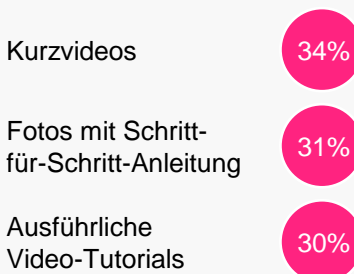 Kurzvideos 34%
Fotos mit Schritt-
für-Schritt-Anleitung 31%
Ausführliche
Video-Tutorials 30%